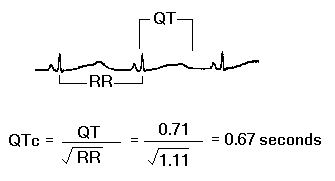 QT
RR
QTc = QT / √RR = 0.71 / √1.11 = 0.67 seconds